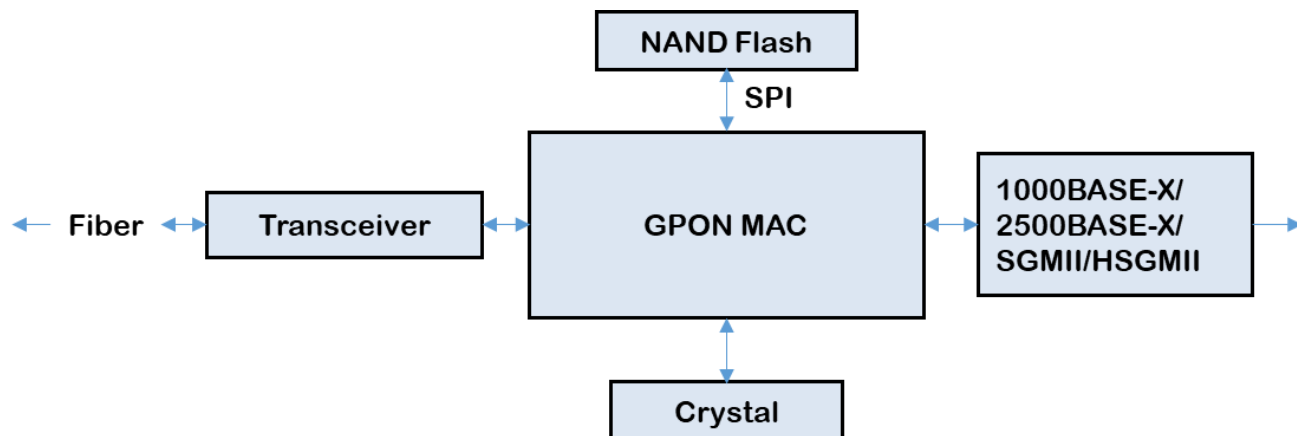 NAND Flash
SPI
Fiber
Transceiver
GPON MAC
1000BASE-X/
2500BASE-X/
SGMII/HSGMII
Crystal